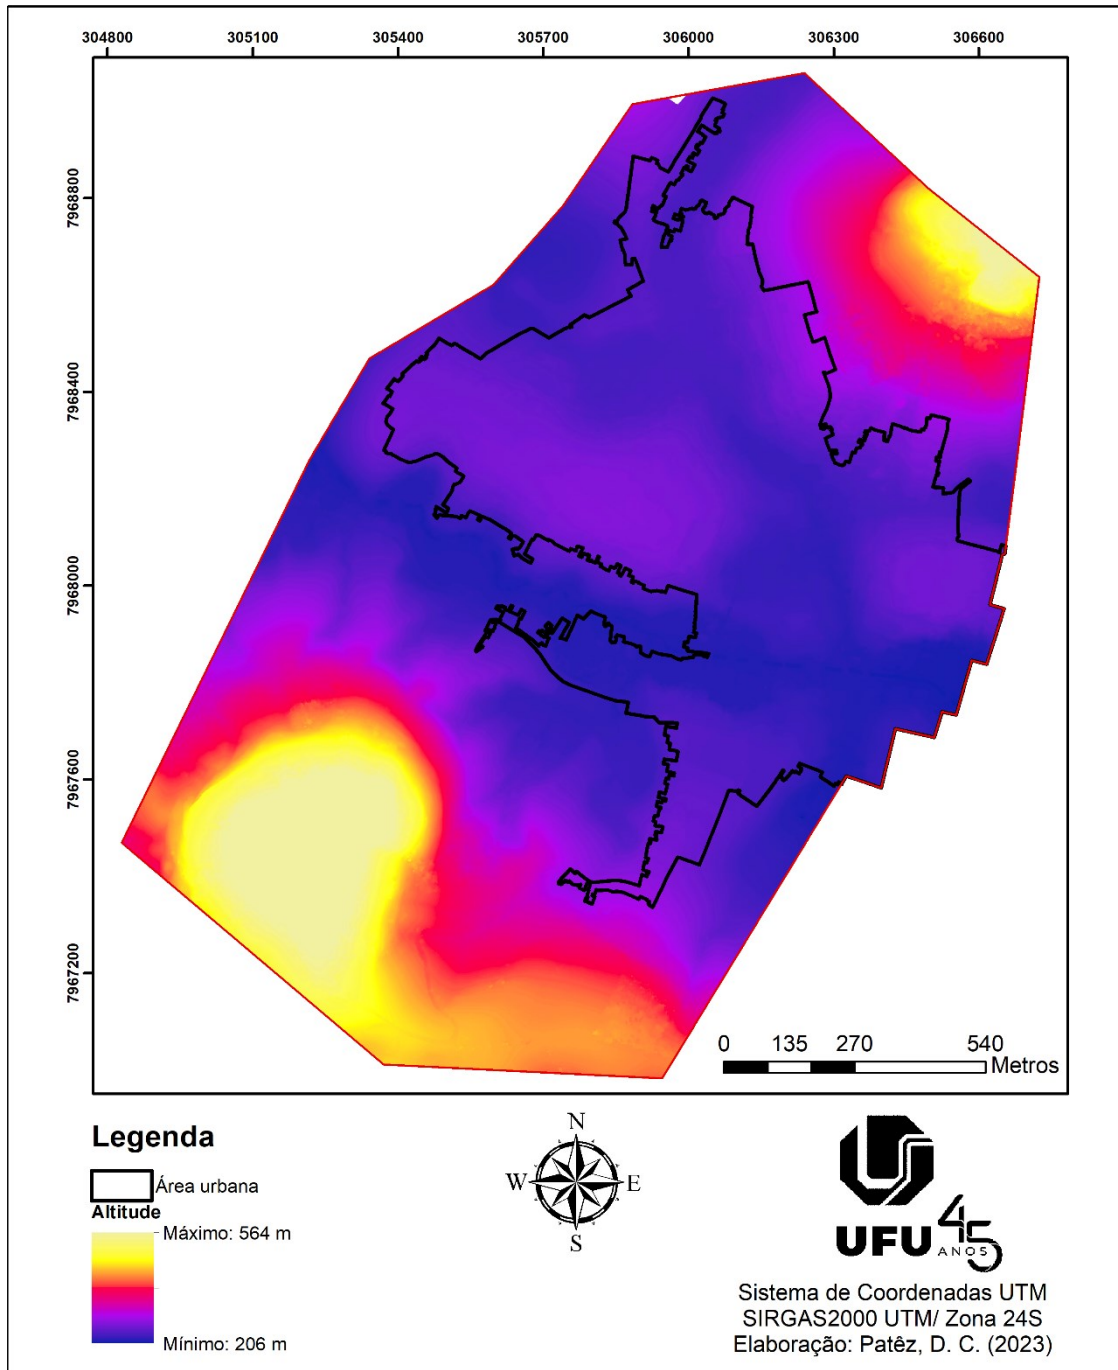 304800 305100 305400 305700 306000 306300 306600
7968800
7968400
7968000
7967600
7967200
0 135 270 540
Metros
Legenda
Área urbana
Altitude
Máximo: 564 m
Mínimo: 206 m
N
W E
S
UFU 45
ANOS
Sistema de Coordenadas UTM
SIRGAS2000 UTM/ Zona 24S
Elaboração: Patêz, D. C. (2023)